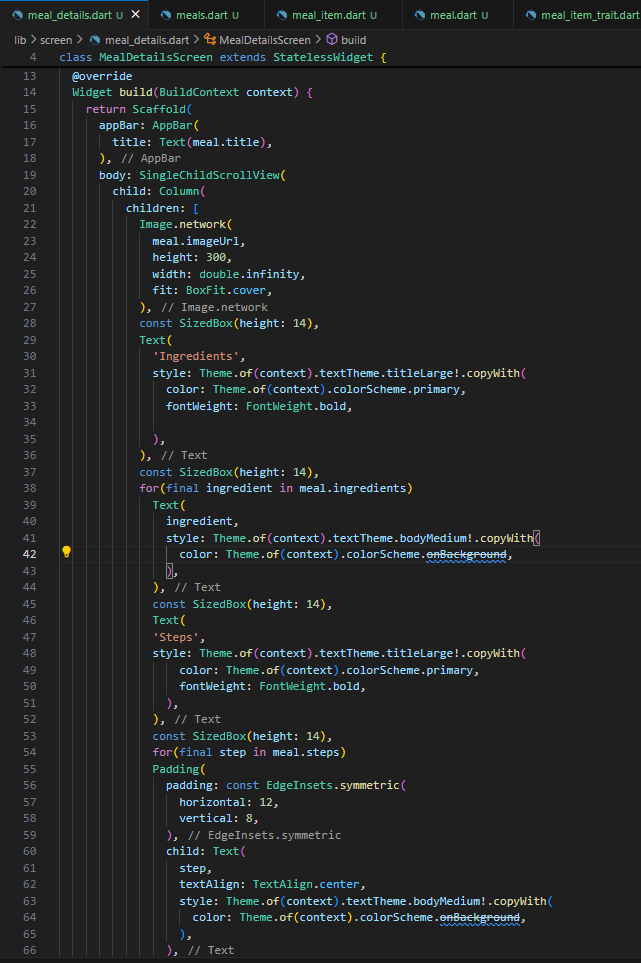 meal_details.dart U × meals.dart U meal_item.dart U meal.dart U meal_item_trait.dart
lib > screen > meal_details.dart > MealDetailsScreen > build
4 class MealDetailsScreen extends StatelessWidget {
13 @override
14 Widget build(BuildContext context) {
15 return Scaffold(
16 appBar: AppBar(
17 title: Text(meal.title),
18 ), // AppBar
19 body: SingleChildScrollView(
20 child: Column(
21 children: [
22 Image.network(
23 meal.imageUrl,
24 height: 300,
25 width: double.infinity,
26 fit: BoxFit.cover,
27 ), // Image.network
28 const SizedBox(height: 14),
29 Text(
30 'Ingredients',
31 style: Theme.of(context).textTheme.titleLarge!.copyWith(
32 color: Theme.of(context).colorScheme.primary,
33 fontWeight: FontWeight.bold,
34
35 ),
36 ), // Text
37 const SizedBox(height: 14),
38 for(final ingredient in meal.ingredients)
39 Text(
40 ingredient,
41 style: Theme.of(context).textTheme.bodyMedium!.copyWith(
42 color: Theme.of(context).colorScheme.onBackground,
43 ),
44 ), // Text
45 const SizedBox(height: 14),
46 Text(
47 'Steps',
48 style: Theme.of(context).textTheme.titleLarge!.copyWith(
49 color: Theme.of(context).colorScheme.primary,
50 fontWeight: FontWeight.bold,
51 ),
52 ), // Text
53 const SizedBox(height: 14),
54 for(final step in meal.steps)
55 Padding(
56 padding: const EdgeInsets.symmetric(
57 horizontal: 12,
58 vertical: 8,
59 ), // EdgeInsets.symmetric
60 child: Text(
61 step,
62 textAlign: TextAlign.center,
63 style: Theme.of(context).textTheme.bodyMedium!.copyWith(
64 color: Theme.of(context).colorScheme.onBackground,
65 ),
66 ), // Text